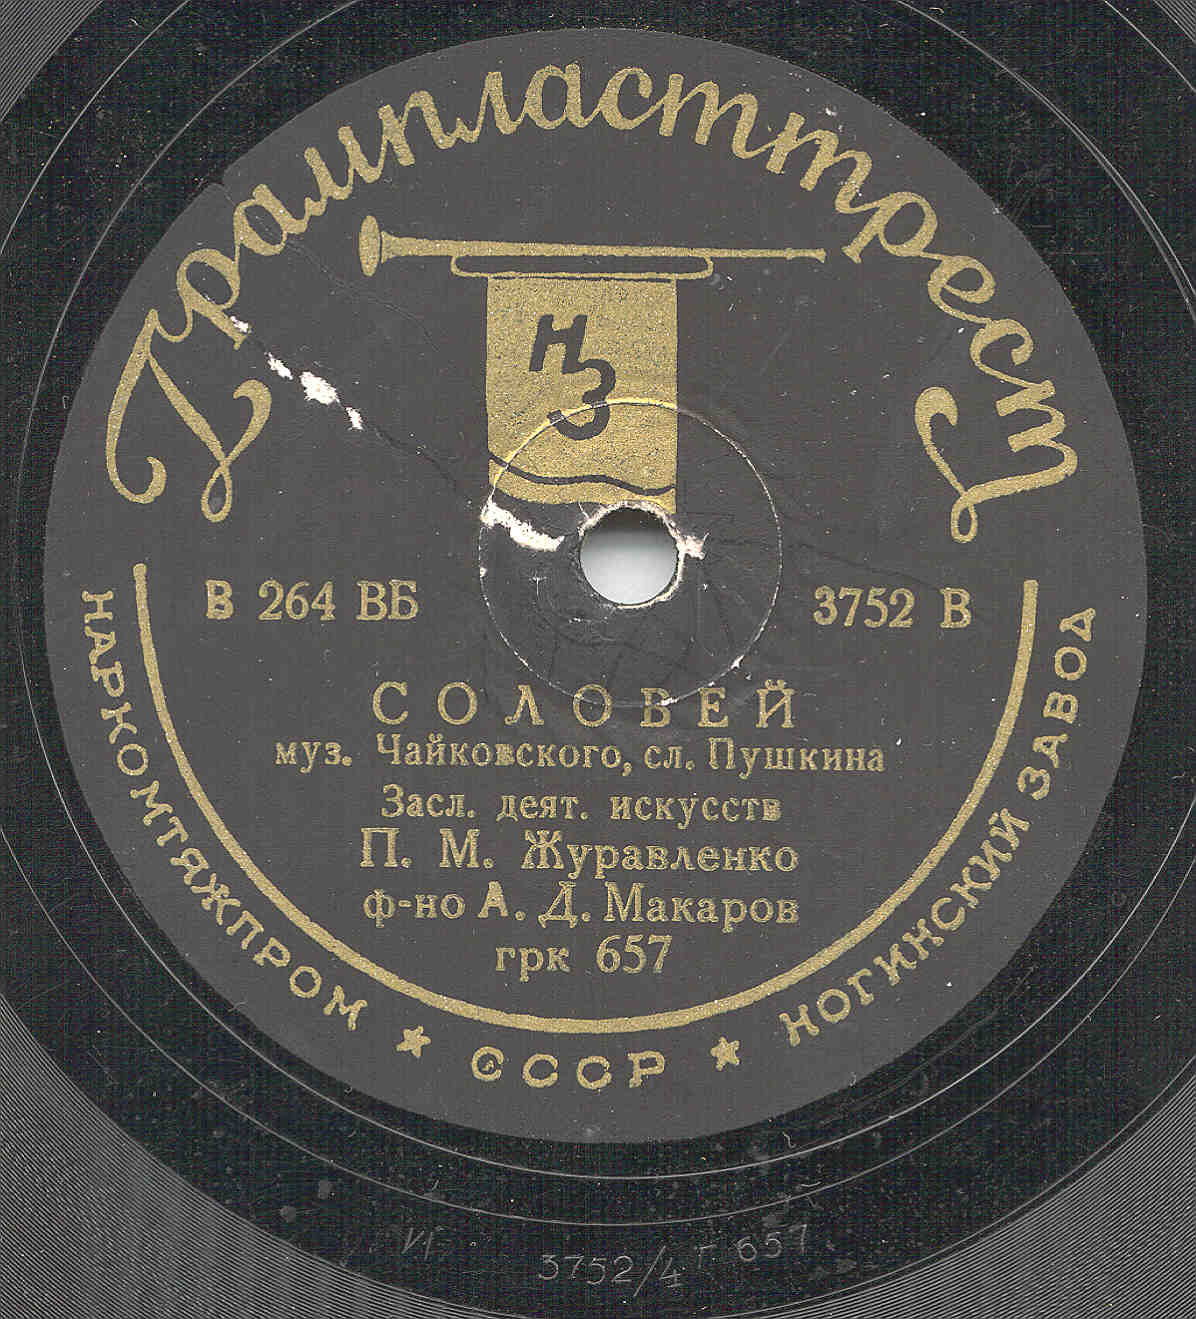 Грампласттрест
НЗ
В 264 ВБ
3752 В
СОЛОВЕЙ
муз. Чайковского, сл. Пушкина
Засл. деят. искусств
П. М. Журавленко
ф-но А. Д. Макаров
грк 657
НАРКОМТЯЖПРОМ ★ СССР ★ НОГИНСКИЙ ЗАВОД
VI 3752/4 Г 657